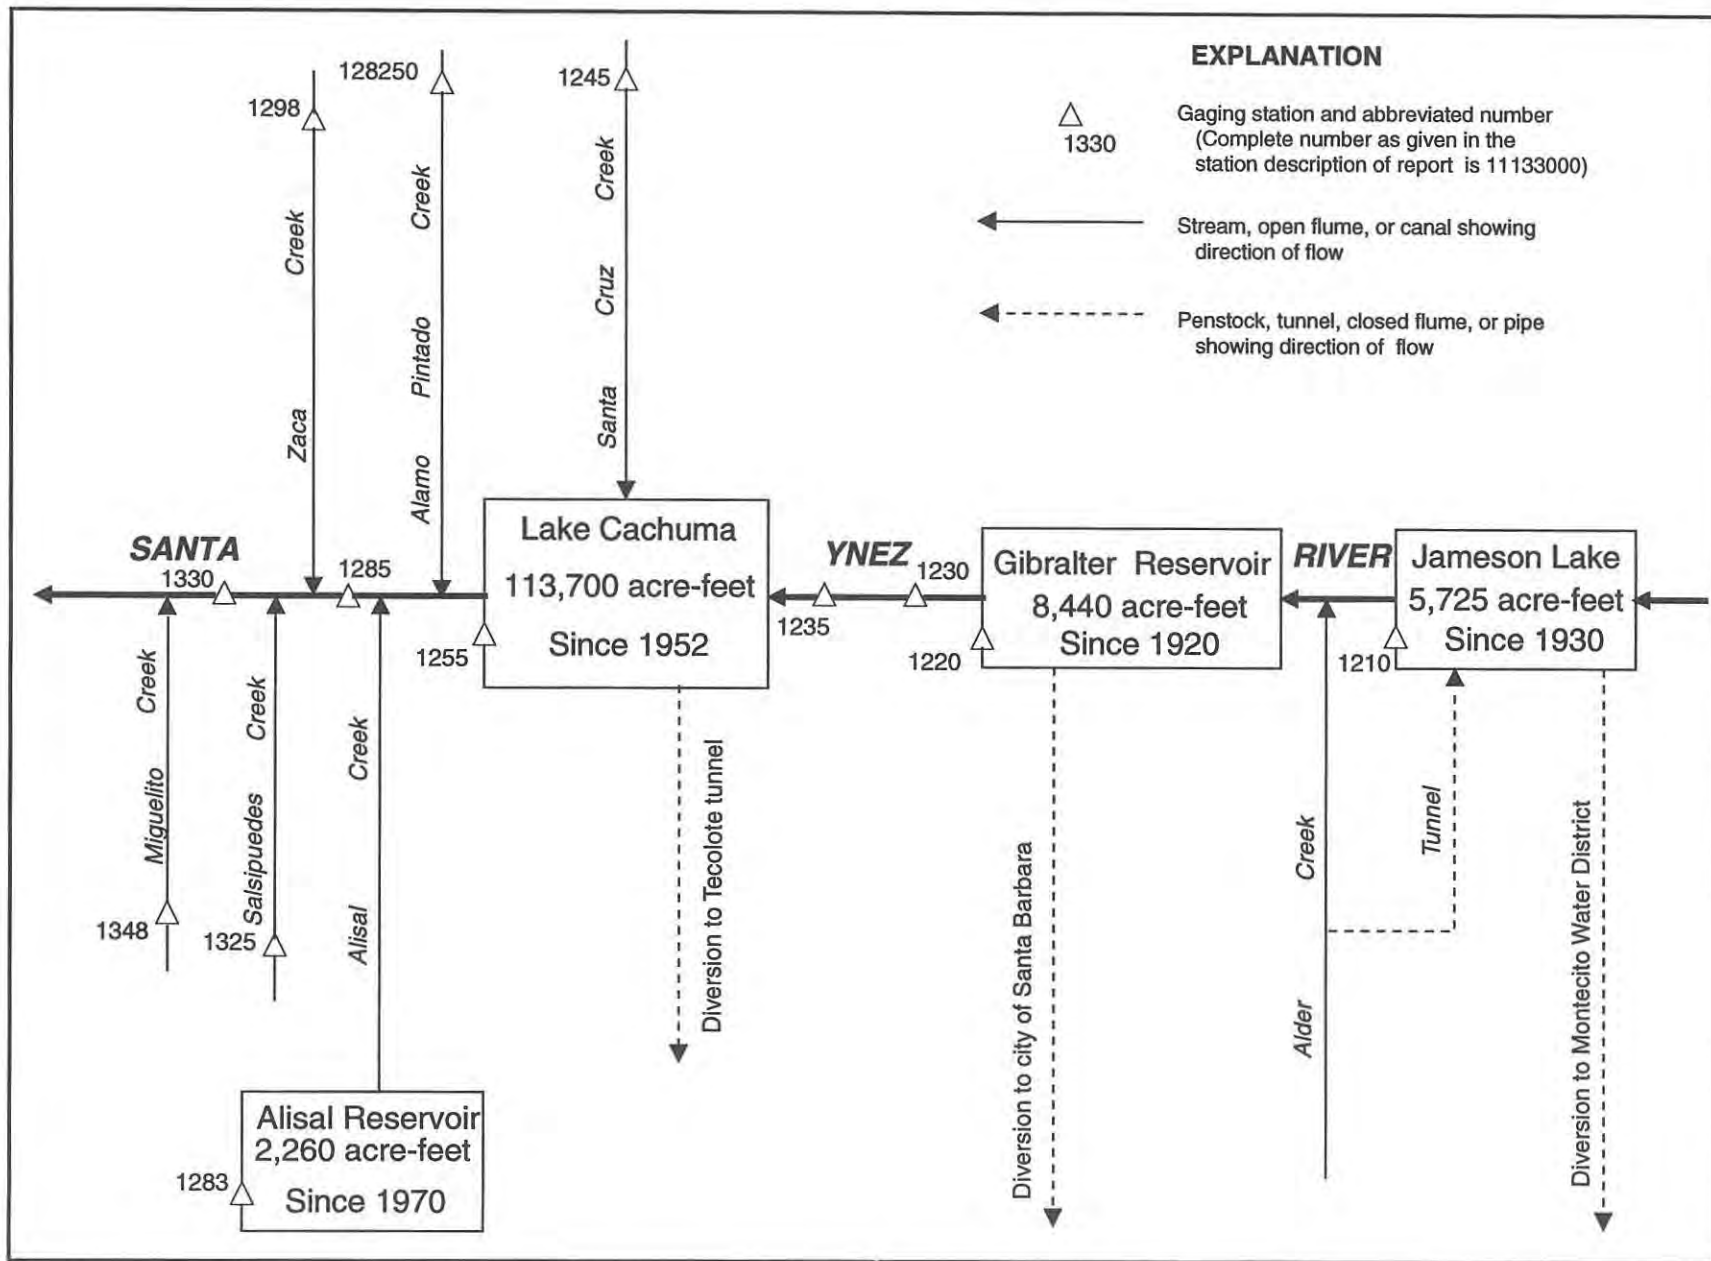 EXPLANATION
1330
Gaging station and abbreviated number
(Complete number as given in the
station description of report is 11133000)
Stream, open flume, or canal showing
direction of flow
Penstock, tunnel, closed flume, or pipe
showing direction of flow
1298
128250
1245
Zaca Creek
Alamo Pintado Creek
Santa Cruz Creek
SANTA
YNEZ
RIVER
1330
1285
Lake Cachuma
113,700 acre-feet
Since 1952
1255
1235
1230
Gibralter Reservoir
8,440 acre-feet
Since 1920
1220
Jameson Lake
5,725 acre-feet
Since 1930
1210
Miguelito Creek
1348
Salsipuedes Creek
1325
Alisal Creek
Diversion to Tecolote tunnel
Diversion to city of Santa Barbara
Alder Creek
Tunnel
Diversion to Montecito Water District
Alisal Reservoir
2,260 acre-feet
Since 1970
1283